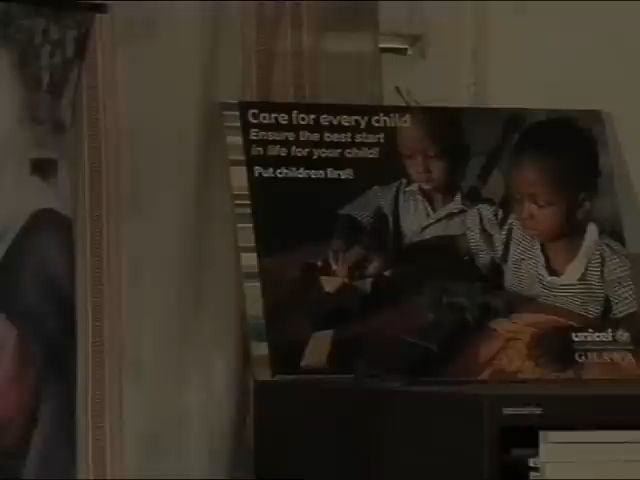 Care for every child
Ensure the best start
in life for your child!
Put children first!
unicef